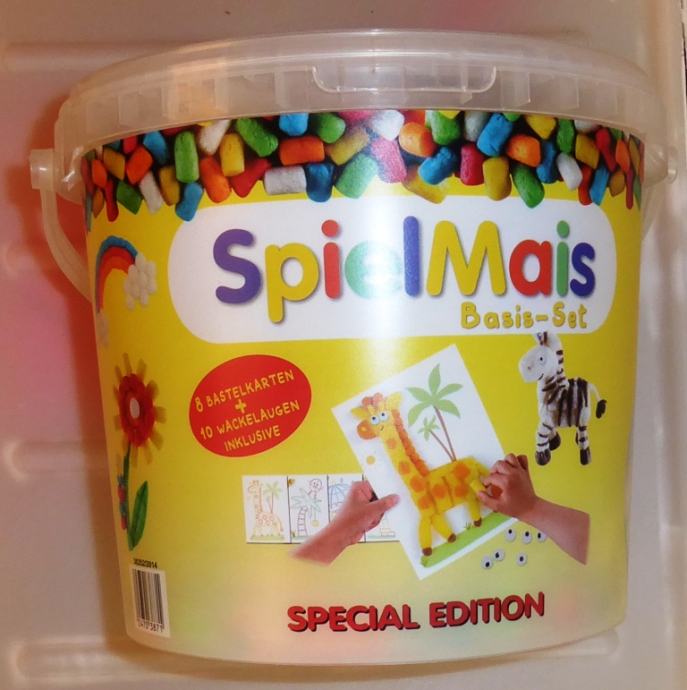 SpielMais
Basis-Set
8 BASTELKARTEN
+
10 WACKELAUGEN
INKLUSIVE
SPECIAL EDITION